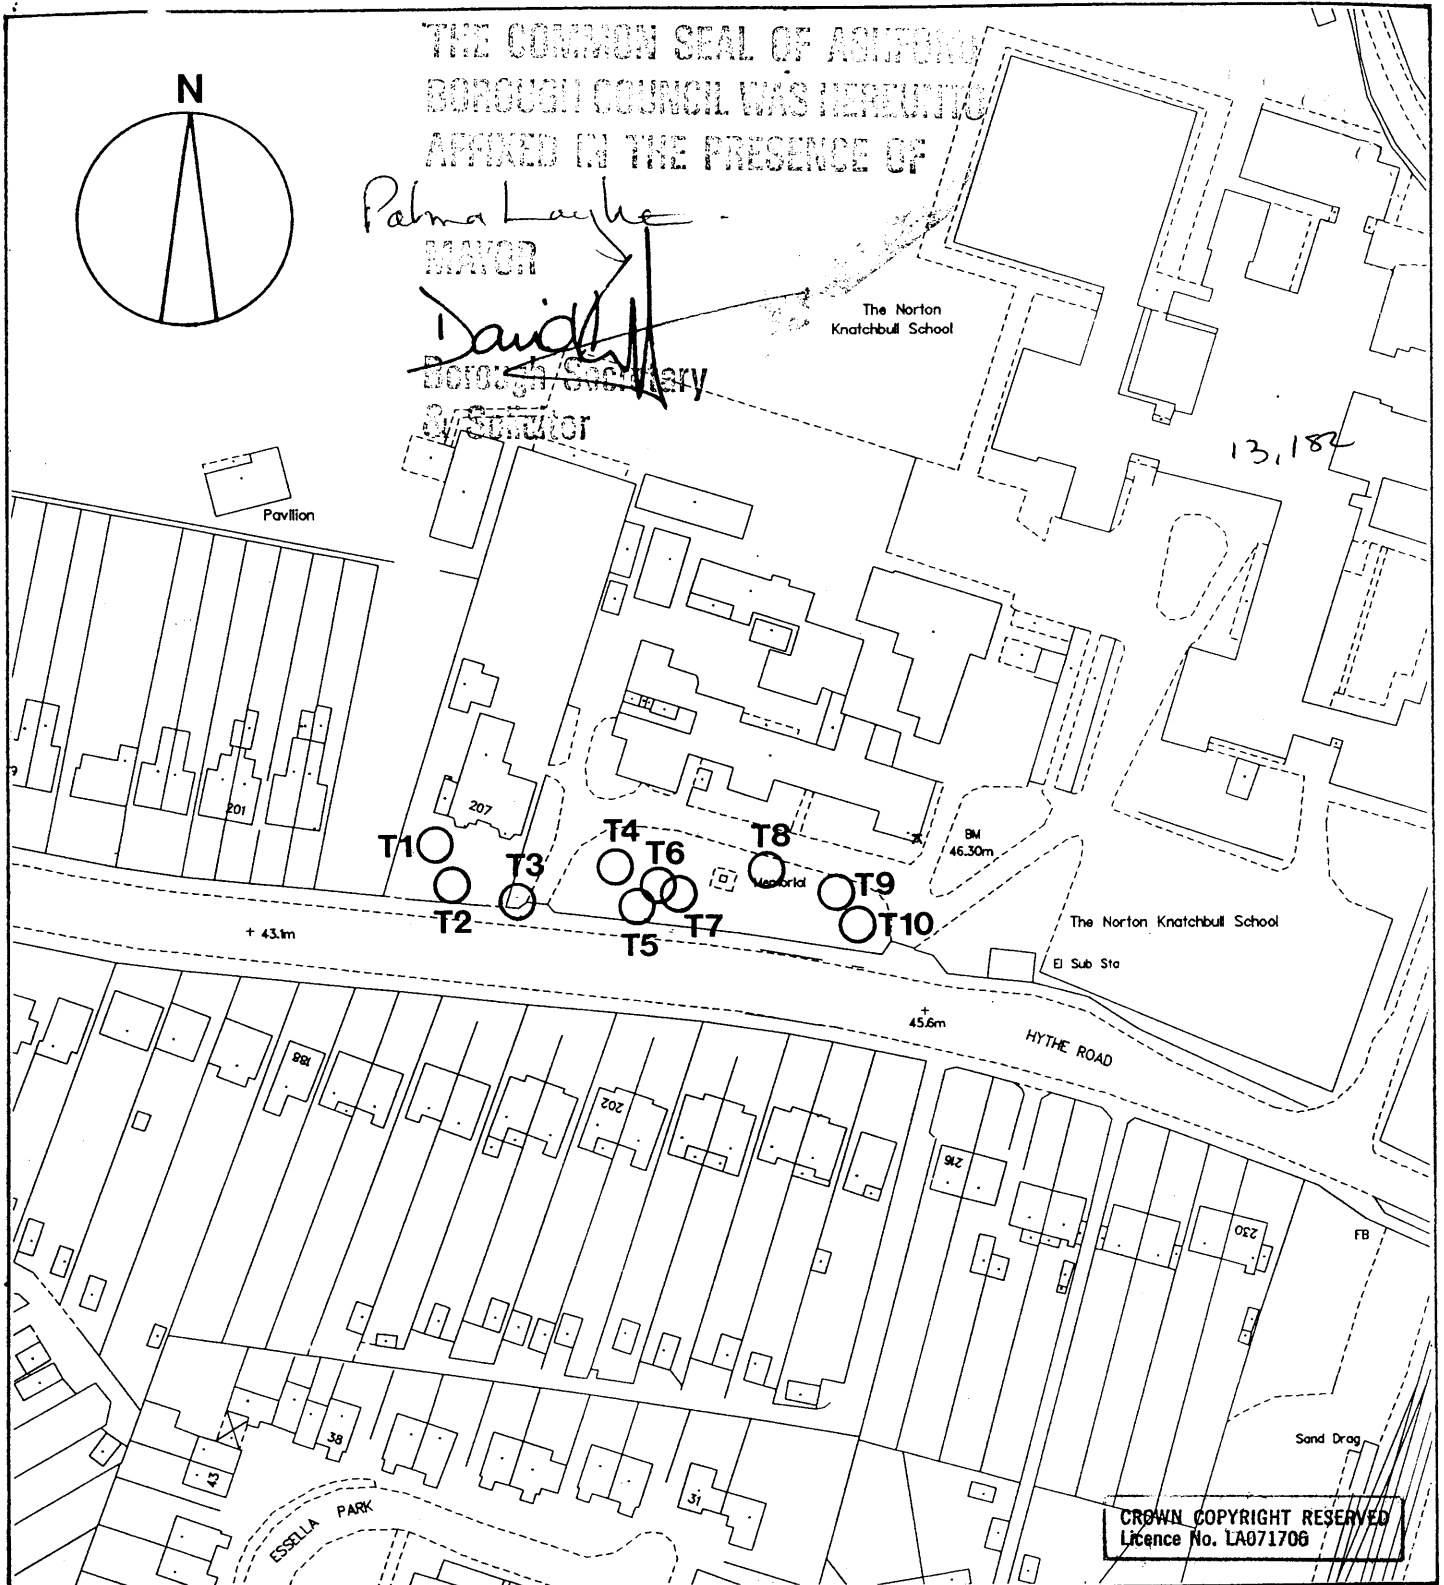 THE COMMON SEAL OF ASHFORD
BOROUGH COUNCIL WAS HEREUNTO
AFFIXED IN THE PRESENCE OF
N
MAYOR
David
Borough Secretary
& Solicitor
The Norton
Knatchbull School
13,182
Pavilion
201
207
T1
T2
T3
T4
T5
T6
T7
T8
Memorial
T9
T10
BM
46.30m
The Norton Knatchbull School
El Sub Sta
+ 43.1m
+
45.6m
HYTHE ROAD
188
202
216
230
FB
Sand Drag
38
43
31
ESSELLA PARK
CROWN COPYRIGHT RESERVED
Licence No. LA071706